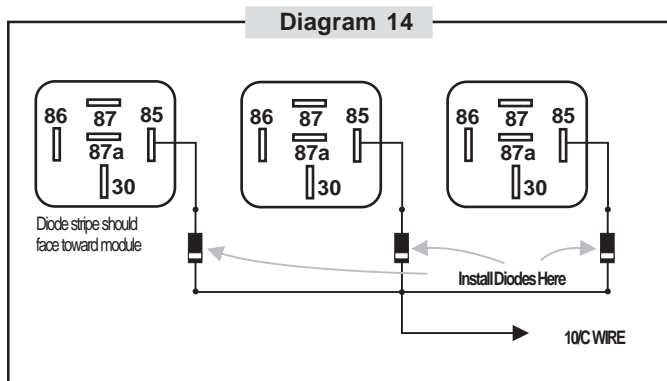 Diagram 14
86 87 85
87a
30
86 87 85
87a
30
86 87 85
87a
30
Diode stripe should
face toward module
Install Diodes Here
10/C WIRE